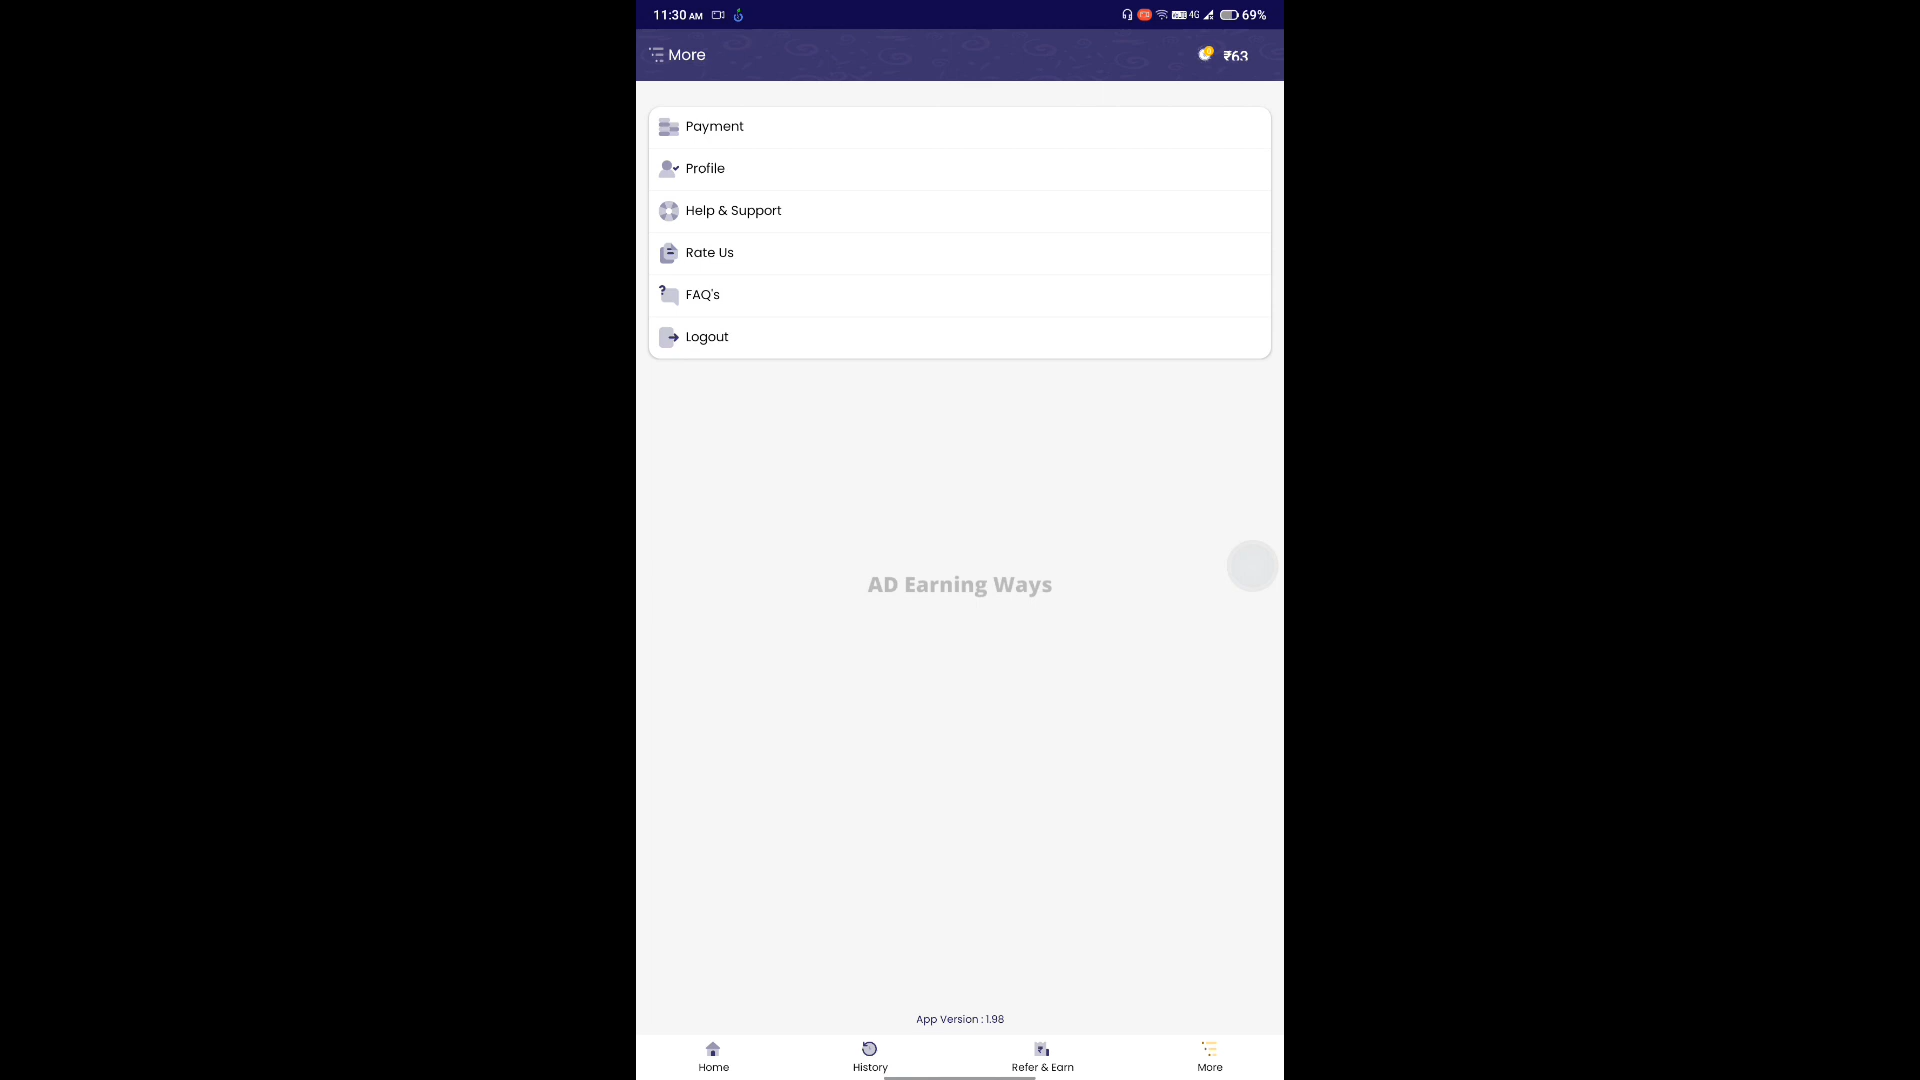 11:30 AM
4G 69%
More
₹63
Payment
Profile
Help & Support
Rate Us
FAQ's
Logout
AD Earning Ways
App Version : 1.98
Home
History
Refer & Earn
More